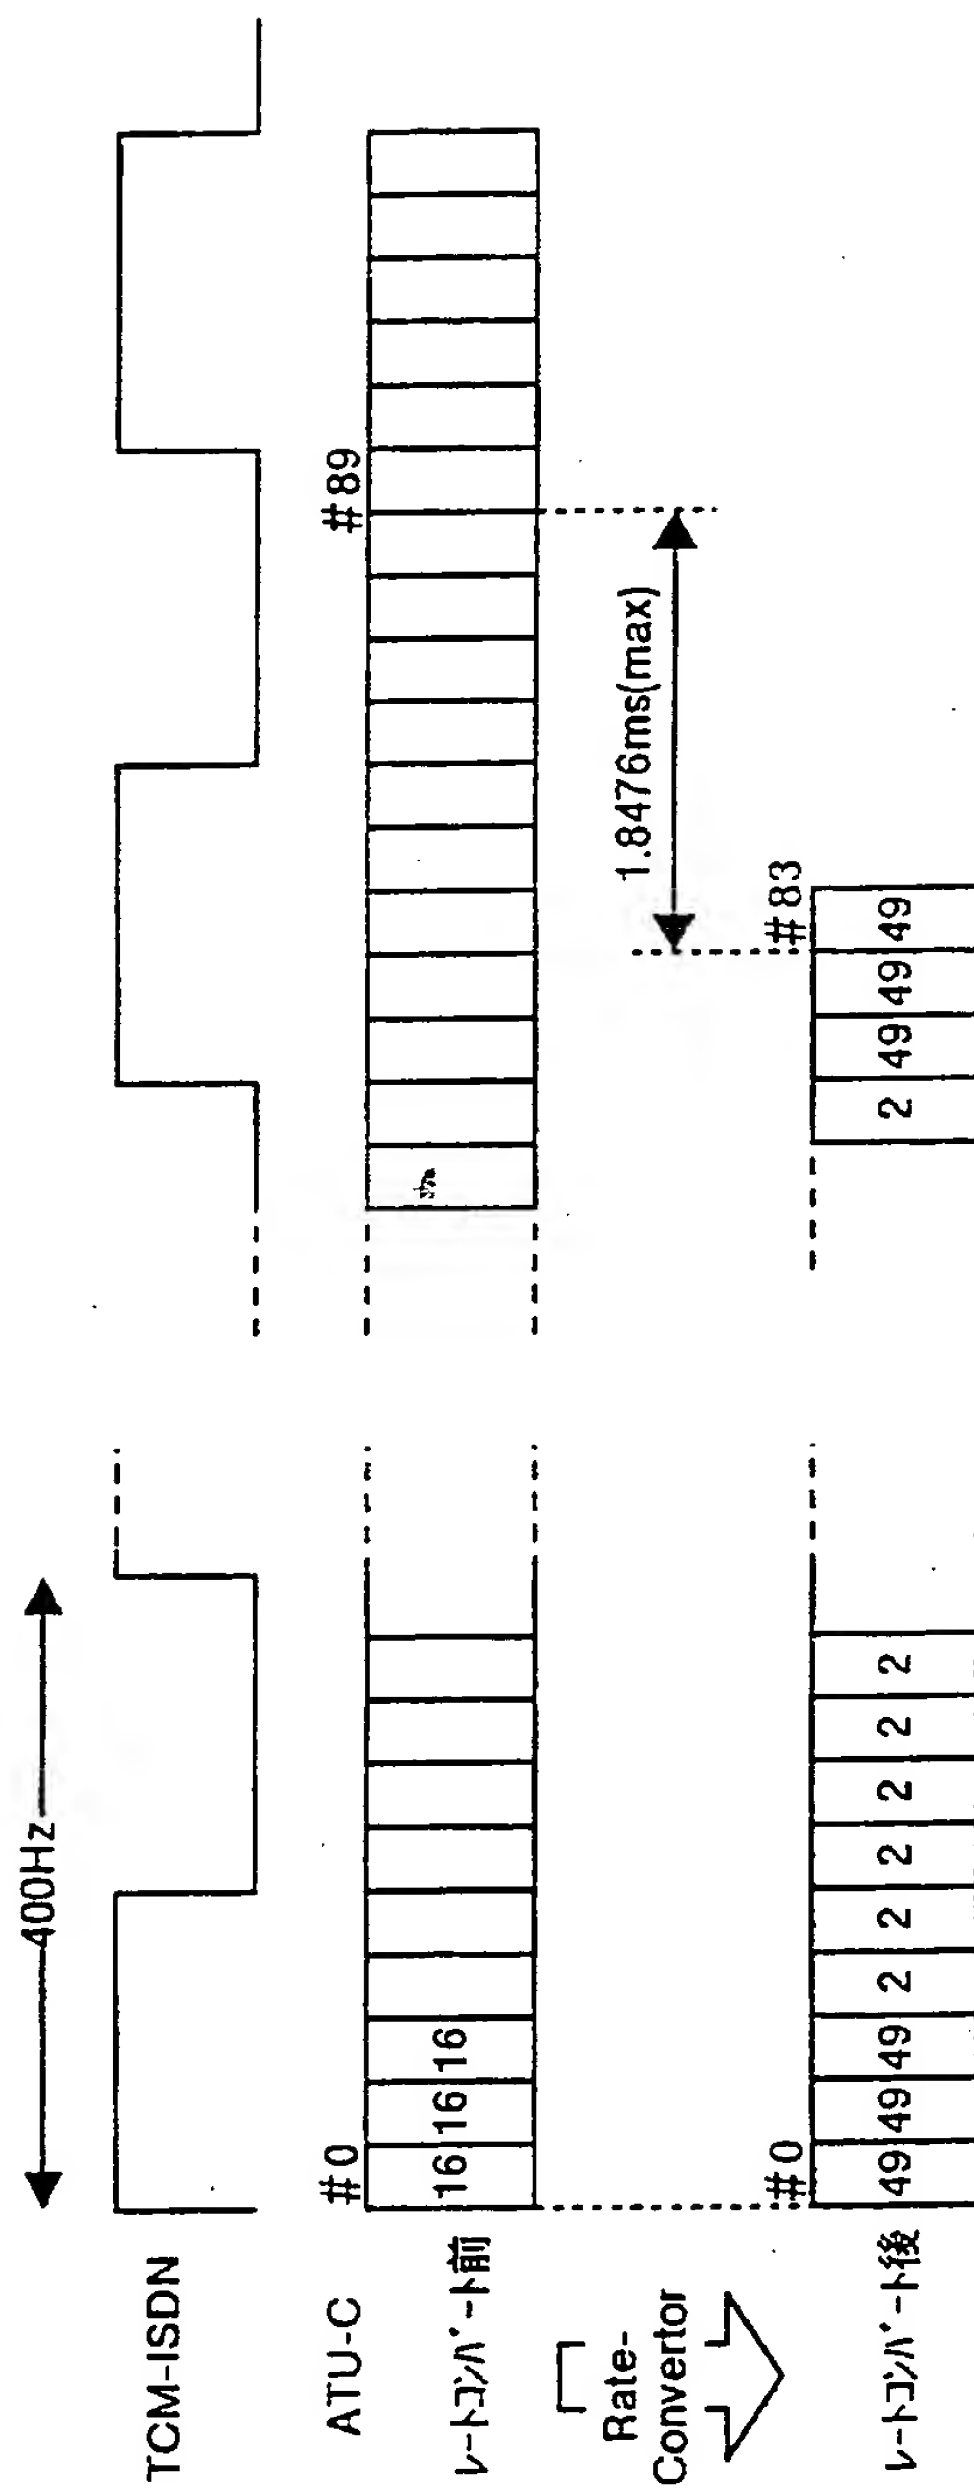 400Hz
TCM-ISDN
ATU-C
#0
#89
レートコンバート前
16 16 16
1.8476ms(max)
Rate-
Convertor
#0
#83
レートコンバート後
49 49 49 2 2 2 2 2 2
2 49 49 49